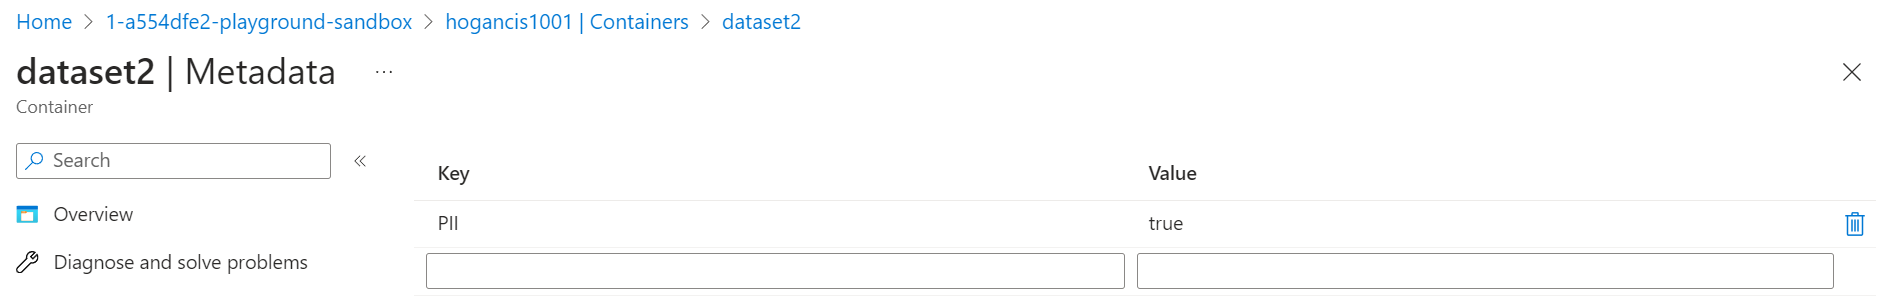 Home > 1-a554dfe2-playground-sandbox > hogancis1001 | Containers > dataset2
dataset2 | Metadata ...
Container
Search
Overview
Diagnose and solve problems
Key Value
PII true